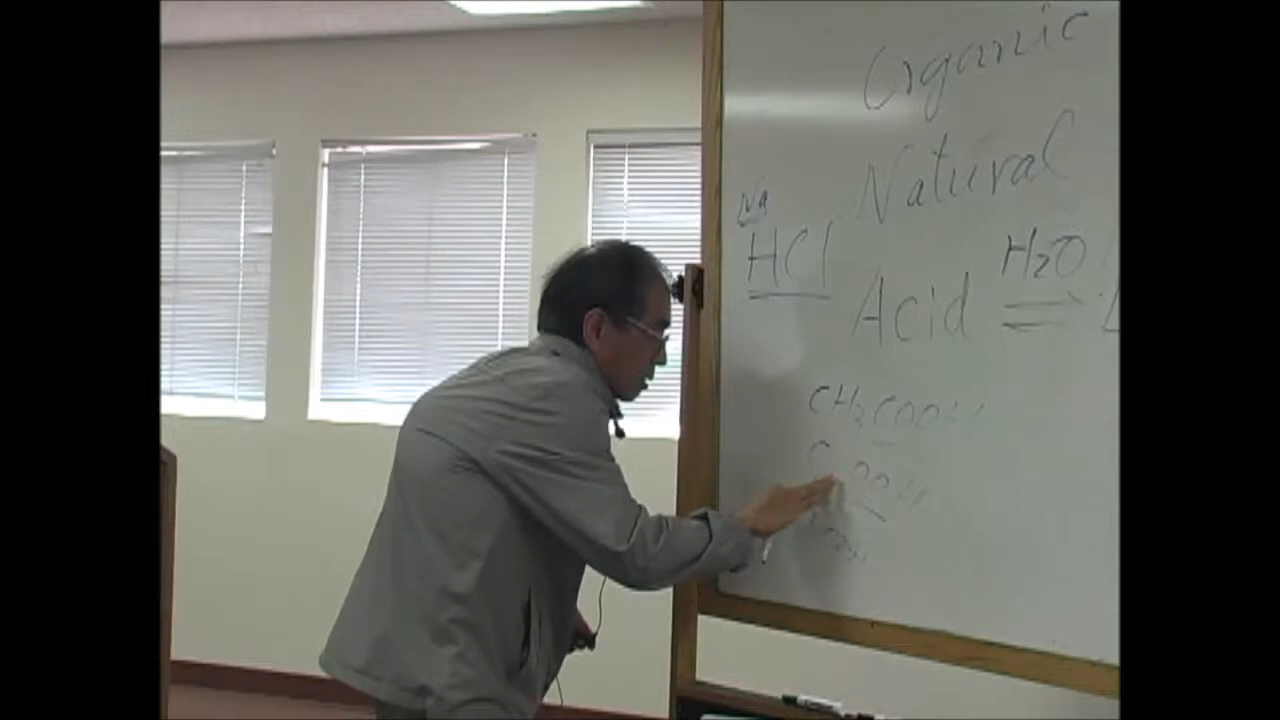 Organic
Natural
Na
HCl
H2O
Acid ⇌
CH3COOH